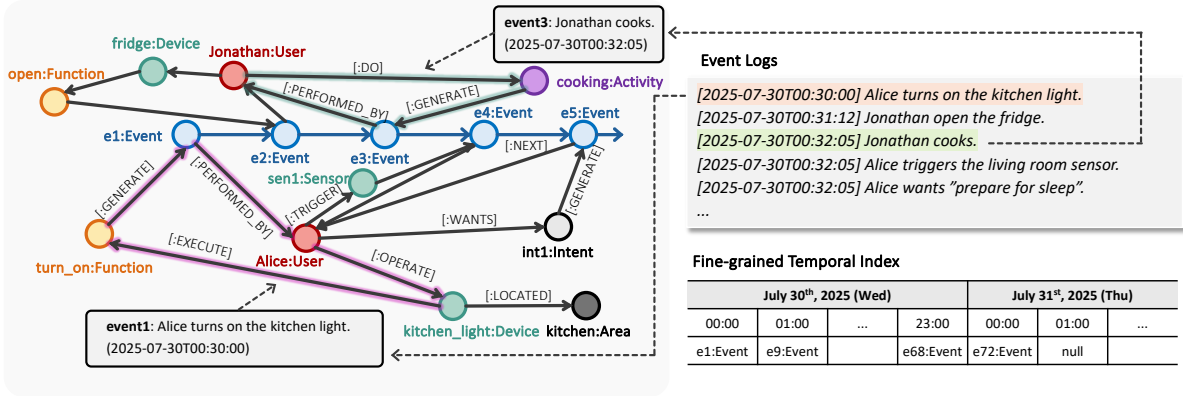 event3: Jonathan cooks.
(2025-07-30T00:32:05)
fridge:Device
Jonathan:User
open:Function
[:DO]
cooking:Activity
[:PERFORMED_BY]
[:GENERATE]
e1:Event
e2:Event
e3:Event
e4:Event
e5:Event
[:NEXT]
sen1:Sensor
[:GENERATE]
[:PERFORMED_BY]
[:TRIGGER]
[:GENERATE]
[:WANTS]
turn_on:Function
[:EXECUTE]
Alice:User
[:OPERATE]
int1:Intent
[:LOCATED]
kitchen_light:Device
kitchen:Area
event1: Alice turns on the kitchen light.
(2025-07-30T00:30:00)
Event Logs
[2025-07-30T00:30:00] Alice turns on the kitchen light.
[2025-07-30T00:31:12] Jonathan open the fridge.
[2025-07-30T00:32:05] Jonathan cooks.
[2025-07-30T00:32:05] Alice triggers the living room sensor.
[2025-07-30T00:32:05] Alice wants ”prepare for sleep”.
...
Fine-grained Temporal Index
July 30th, 2025 (Wed) July 31st, 2025 (Thu)
00:00 01:00 ... 23:00 00:00 01:00 ...
e1:Event e9:Event e68:Event e72:Event null